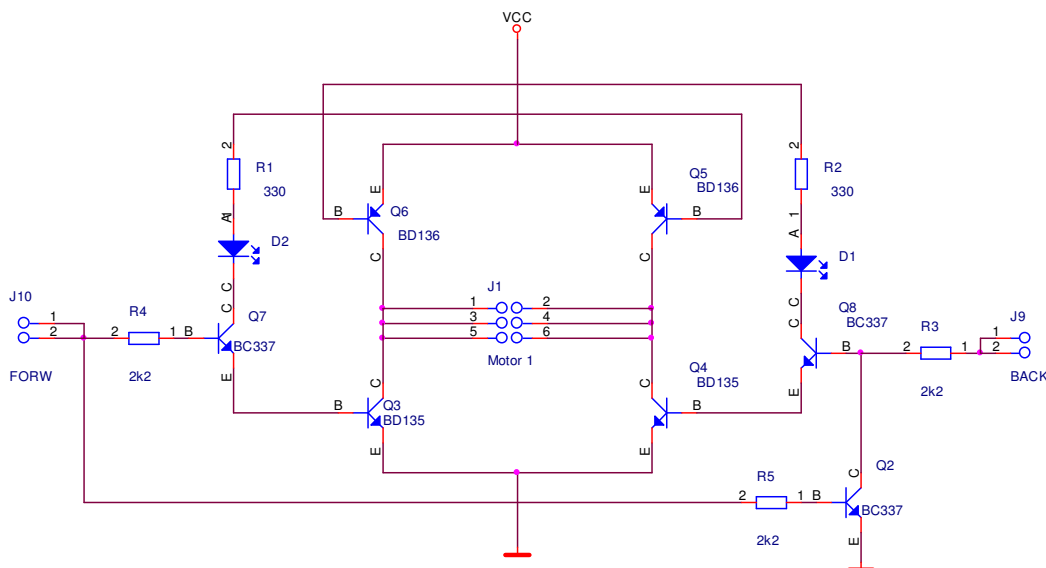 VCC
2
R1
330
A1
D2
C
C
Q7
B
BC337
E
J10
1
2
FORW
R4
2
1
2k2
E
B
Q6
BD136
C
E
Q5
BD136
B
C
J1
1
2
3
4
5
6
Motor 1
C
B
Q3
BD135
E
C
Q4
BD135
B
E
2
R2
330
1
A
D1
C
C
Q8
BC337
B
E
R3
2
1
2k2
J9
1
2
BACK
R5
2
1
B
2k2
C
Q2
BC337
E